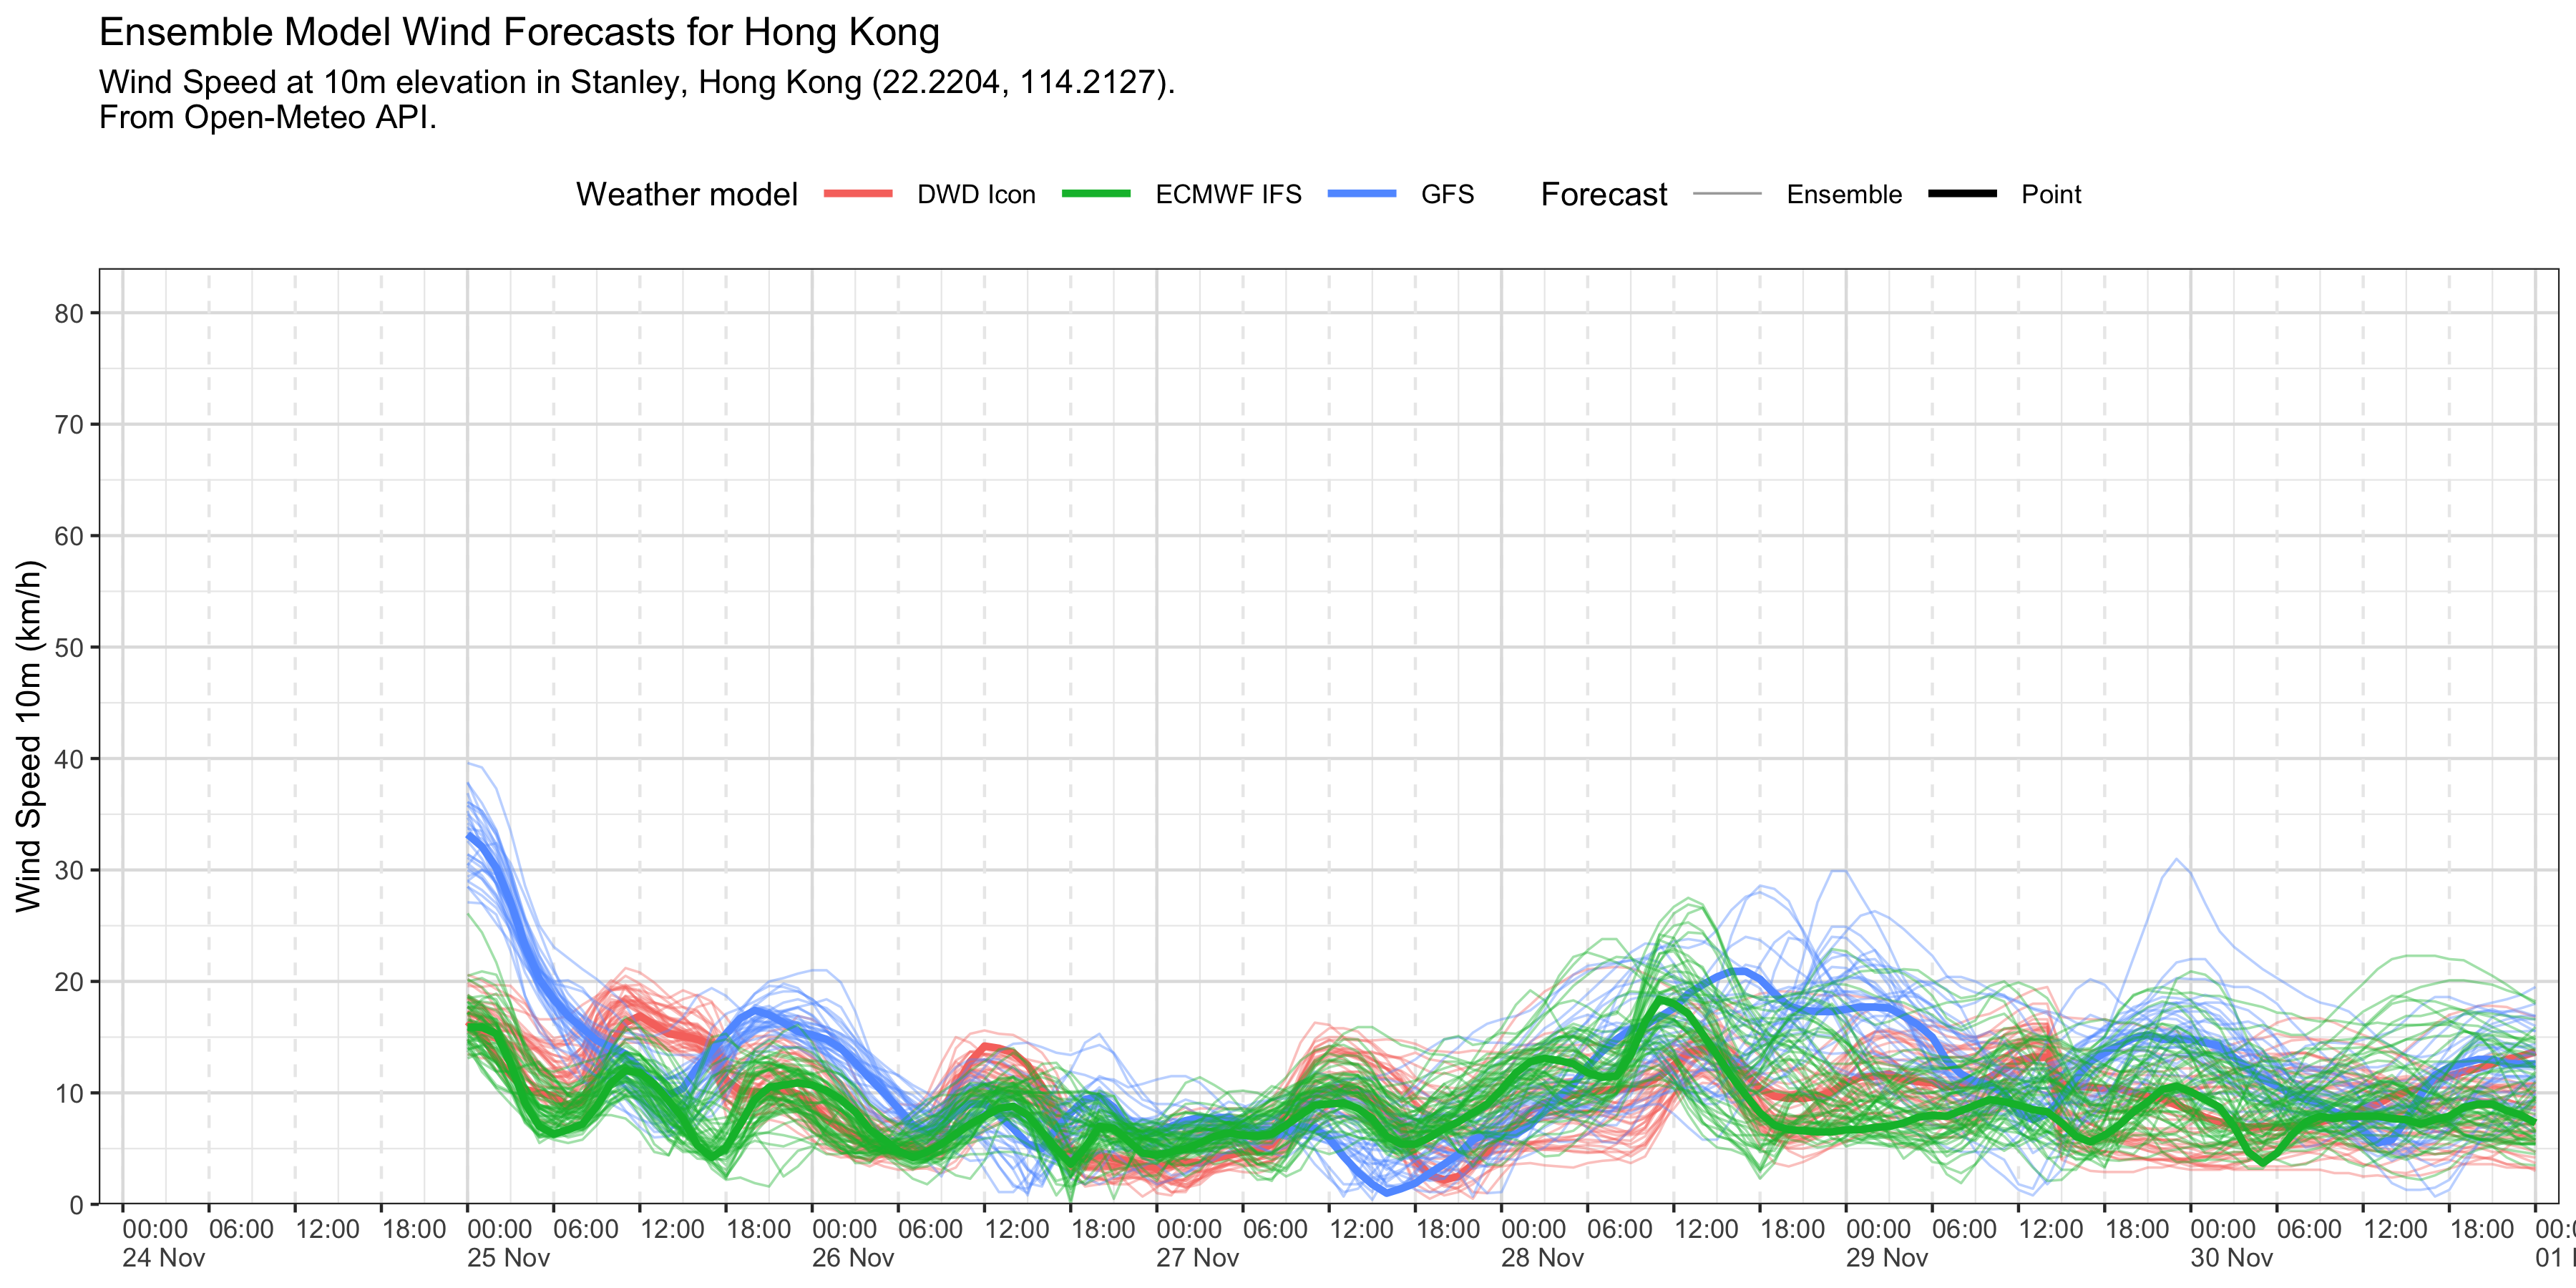 Ensemble Model Wind Forecasts for Hong Kong
Wind Speed at 10m elevation in Stanley, Hong Kong (22.2204, 114.2127).
From Open-Meteo API.
Weather model DWD Icon ECMWF IFS GFS Forecast Ensemble Point
Wind Speed 10m (km/h)
80
70
60
50
40
30
20
10
0
00:00 06:00 12:00 18:00 00:00 06:00 12:00 18:00 00:00 06:00 12:00 18:00 00:00 06:00 12:00 18:00 00:00 06:00 12:00 18:00 00:00 06:00 12:00 18:00 00:00 06:00 12:00 18:00
24 Nov 25 Nov 26 Nov 27 Nov 28 Nov 29 Nov 30 Nov 01